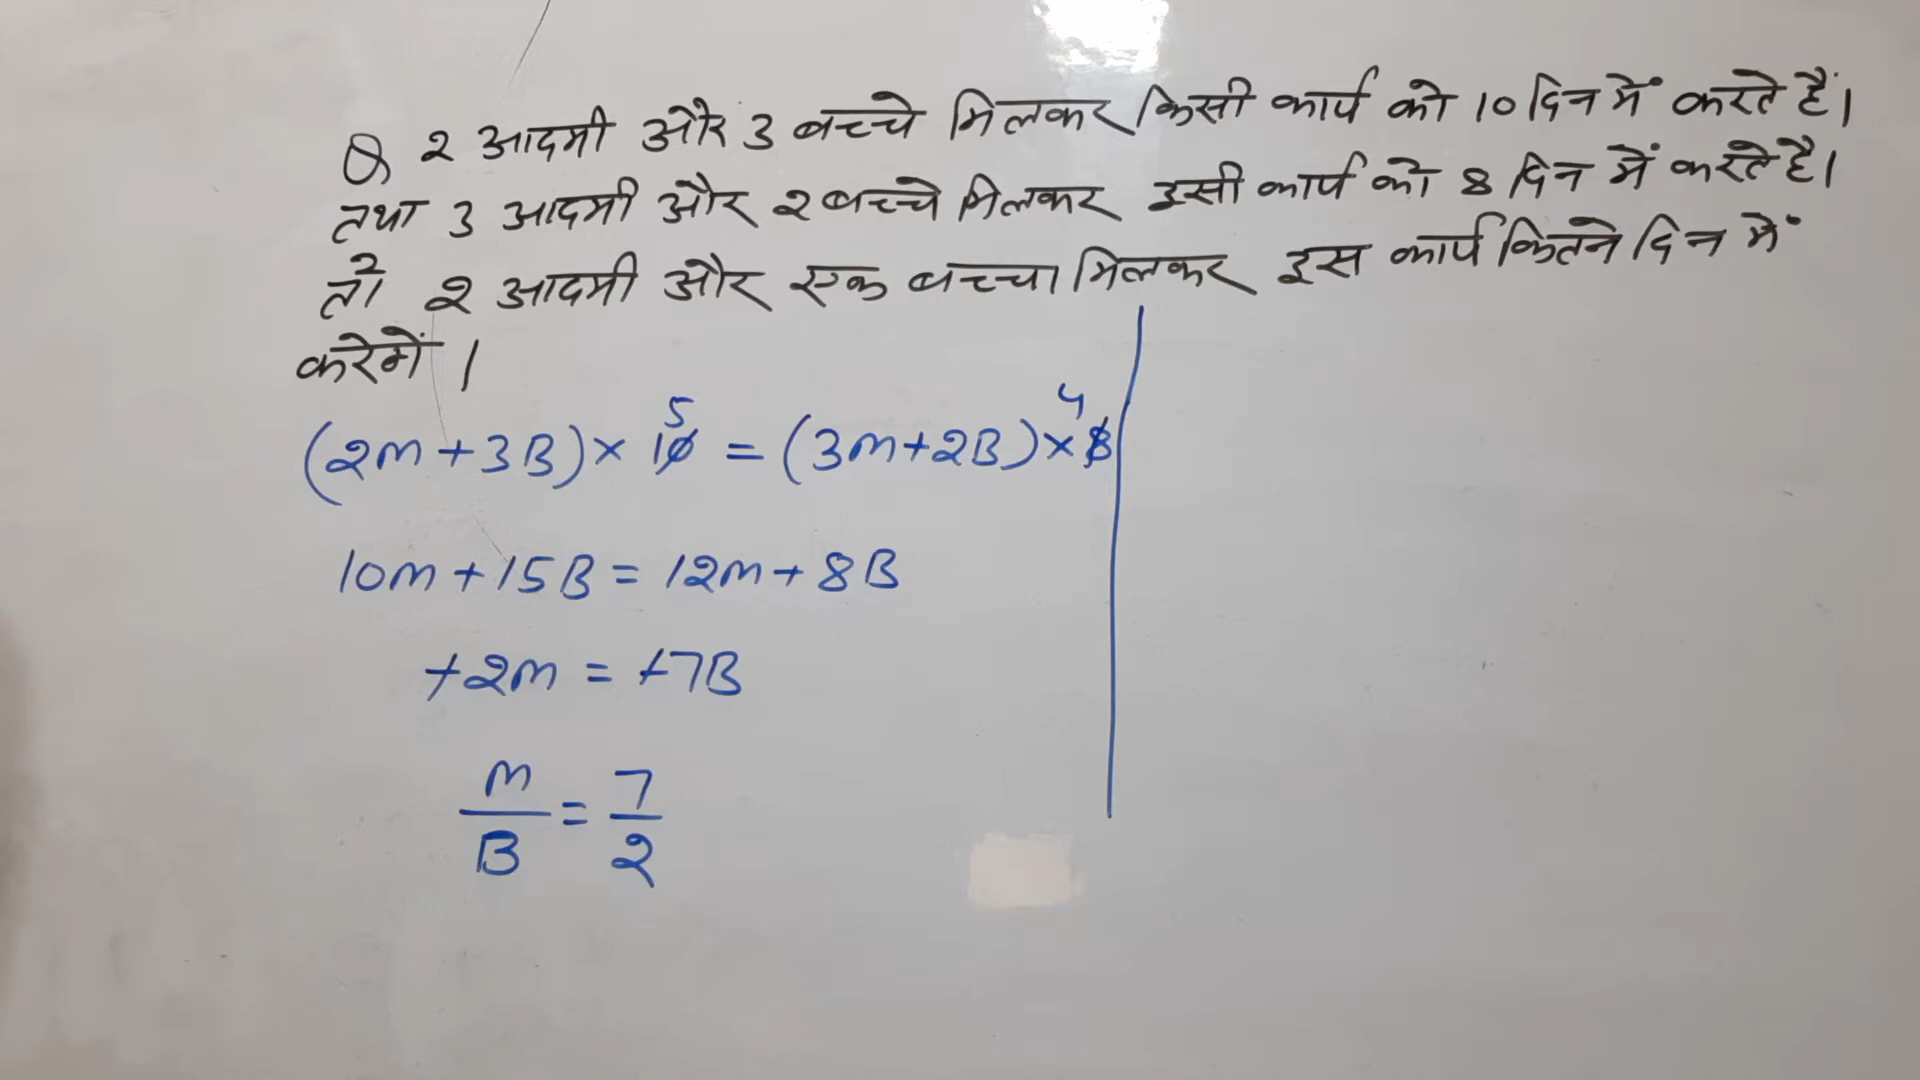 Q 2 आदमी और 3 बच्चे मिलकर किसी कार्य को 10 दिन में करते हैं।
तथा 3 आदमी और 2 बच्चे मिलकर इसी कार्य को 8 दिन में करते है।
तो 2 आदमी और एक बच्चा मिलकर इस कार्य कितने दिन में
करेगें।
(2m+3B)×10 5 = (3m+2B)×8 4
10m+15B = 12m+8B
+2m = +7B
m/B = 7/2